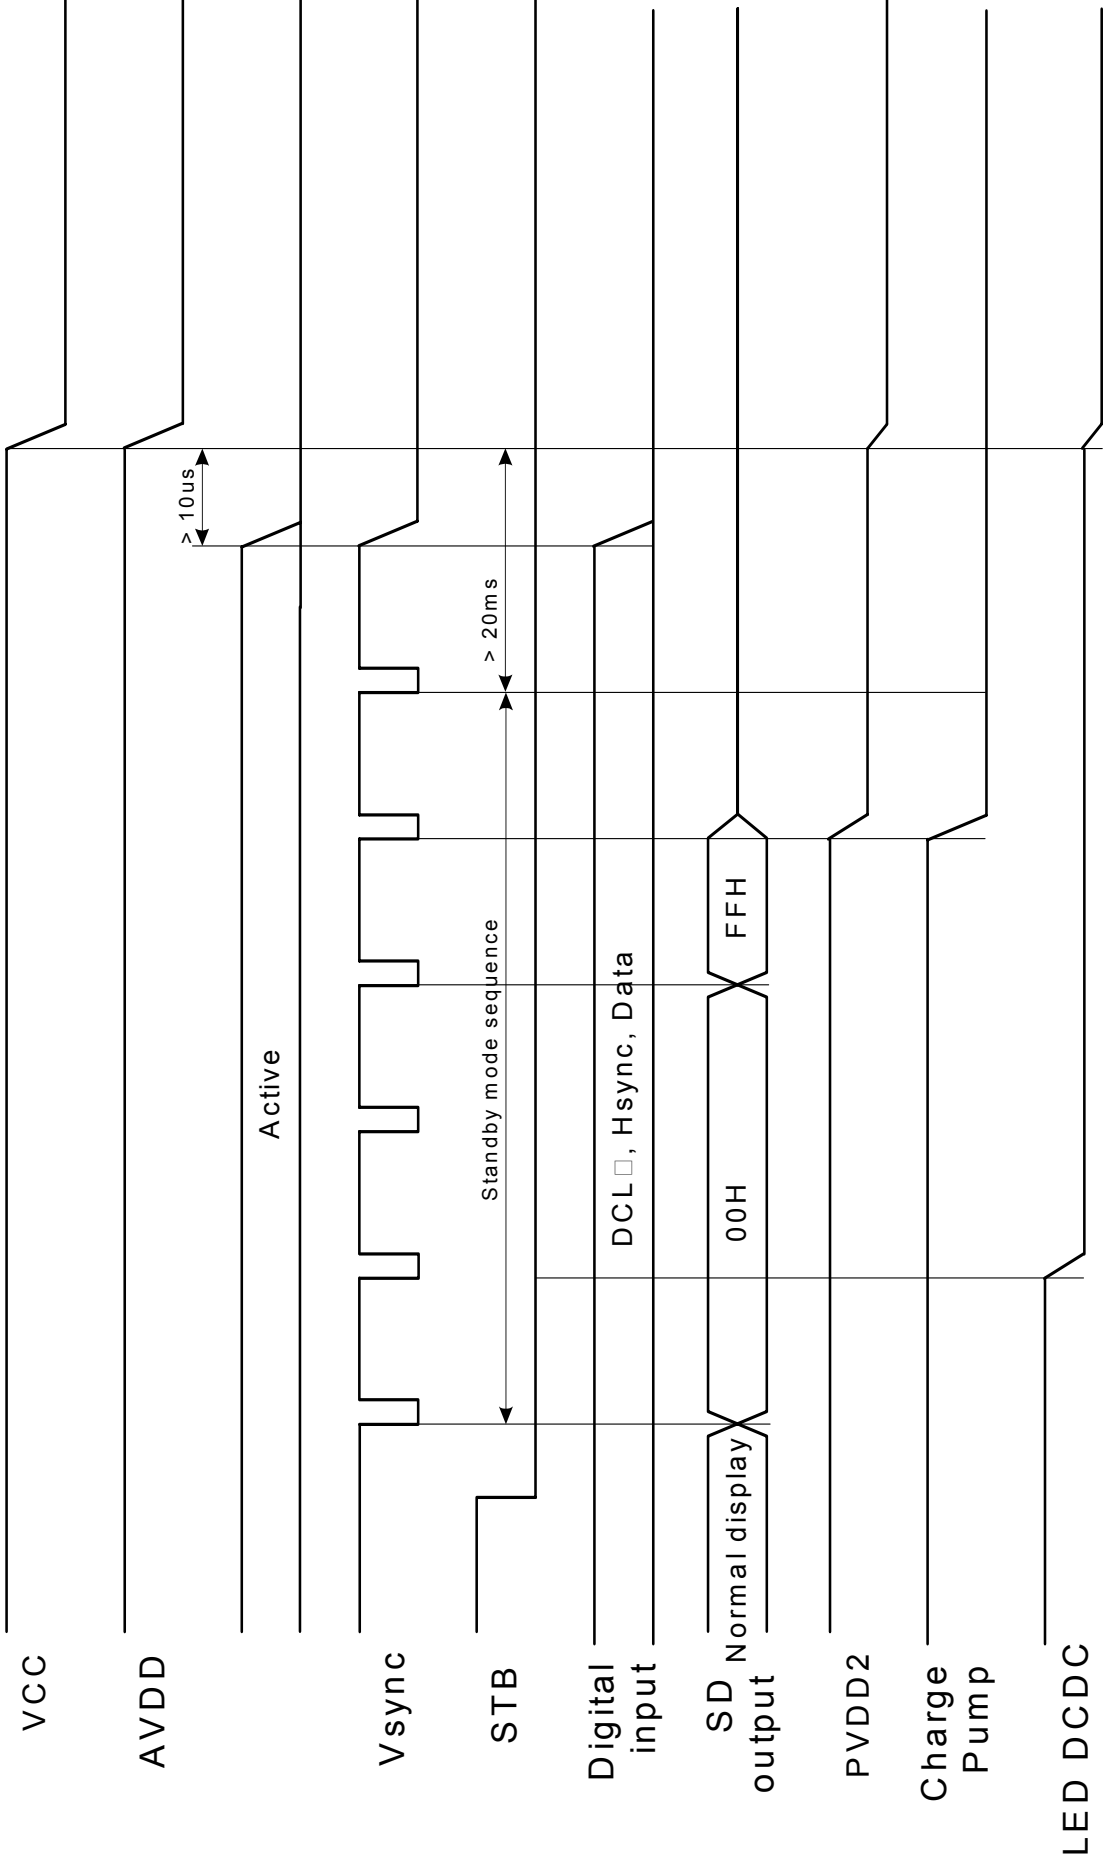 VCC
AVDD
> 10us
Active
Vsync
STB
> 20ms
Standby mode sequence
Digital
input
DCL□, Hsync, Data
SD
output
Normal display
00H
FFH
PVDD2
Charge
Pump
LED DCDC